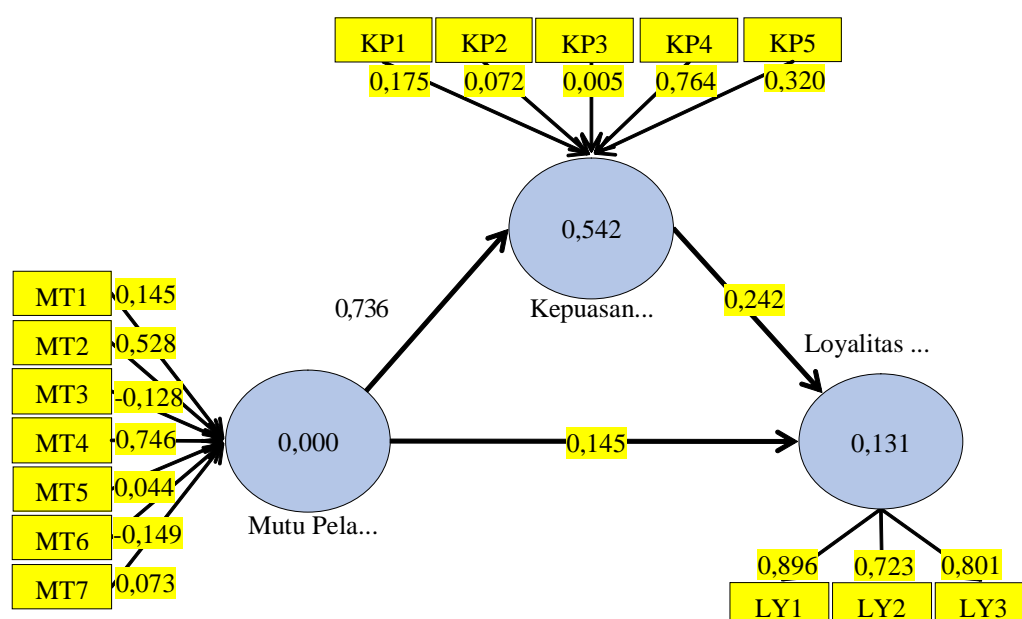 KP1 KP2 KP3 KP4 KP5
0,175 0,072 0,005 0,764 0,320
0,542
Kepuasan...
0,736
0,242
Loyalitas ...
MT1 0,145
MT2 0,528
MT3 -0,128
MT4 0,746
MT5 0,044
MT6 -0,149
MT7 0,073
0,000
Mutu Pela...
0,145
0,131
0,896 0,723 0,801
LY1 LY2 LY3